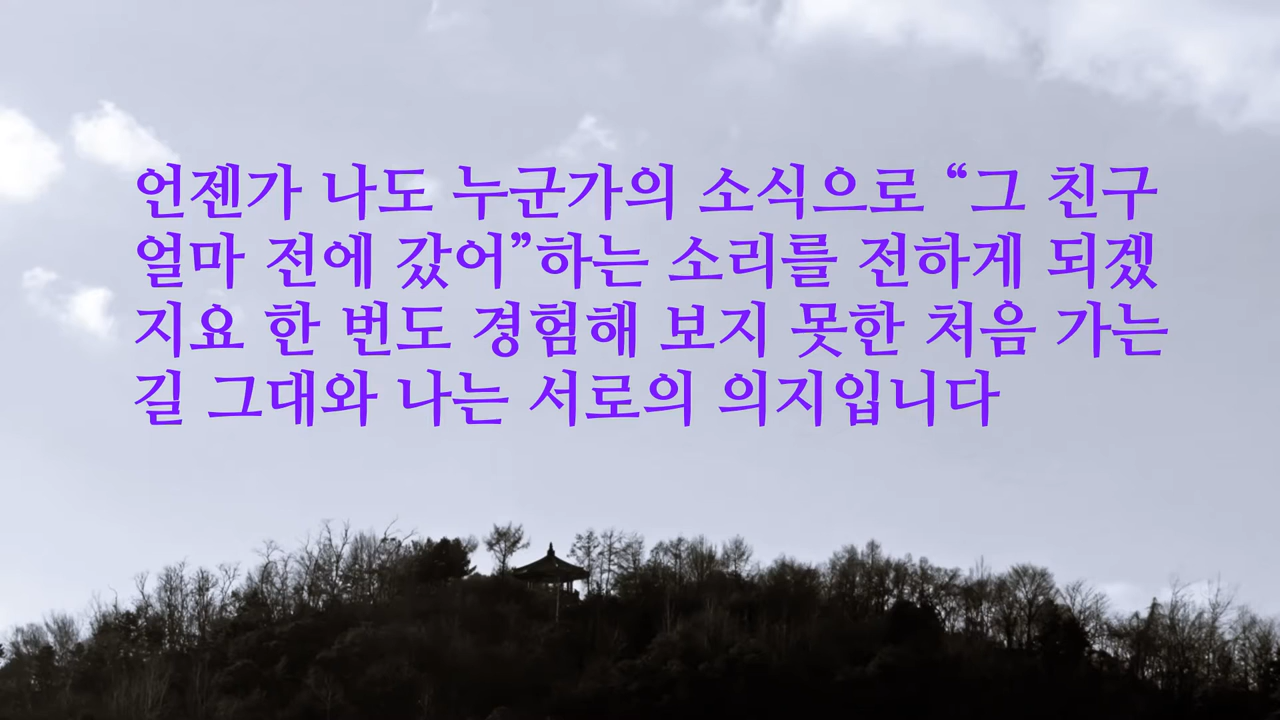 언젠가 나도 누군가의 소식으로 “그 친구
얼마 전에 갔어”하는 소리를 전하게 되겠
지요 한 번도 경험해 보지 못한 처음 가는
길 그대와 나는 서로의 의지입니다